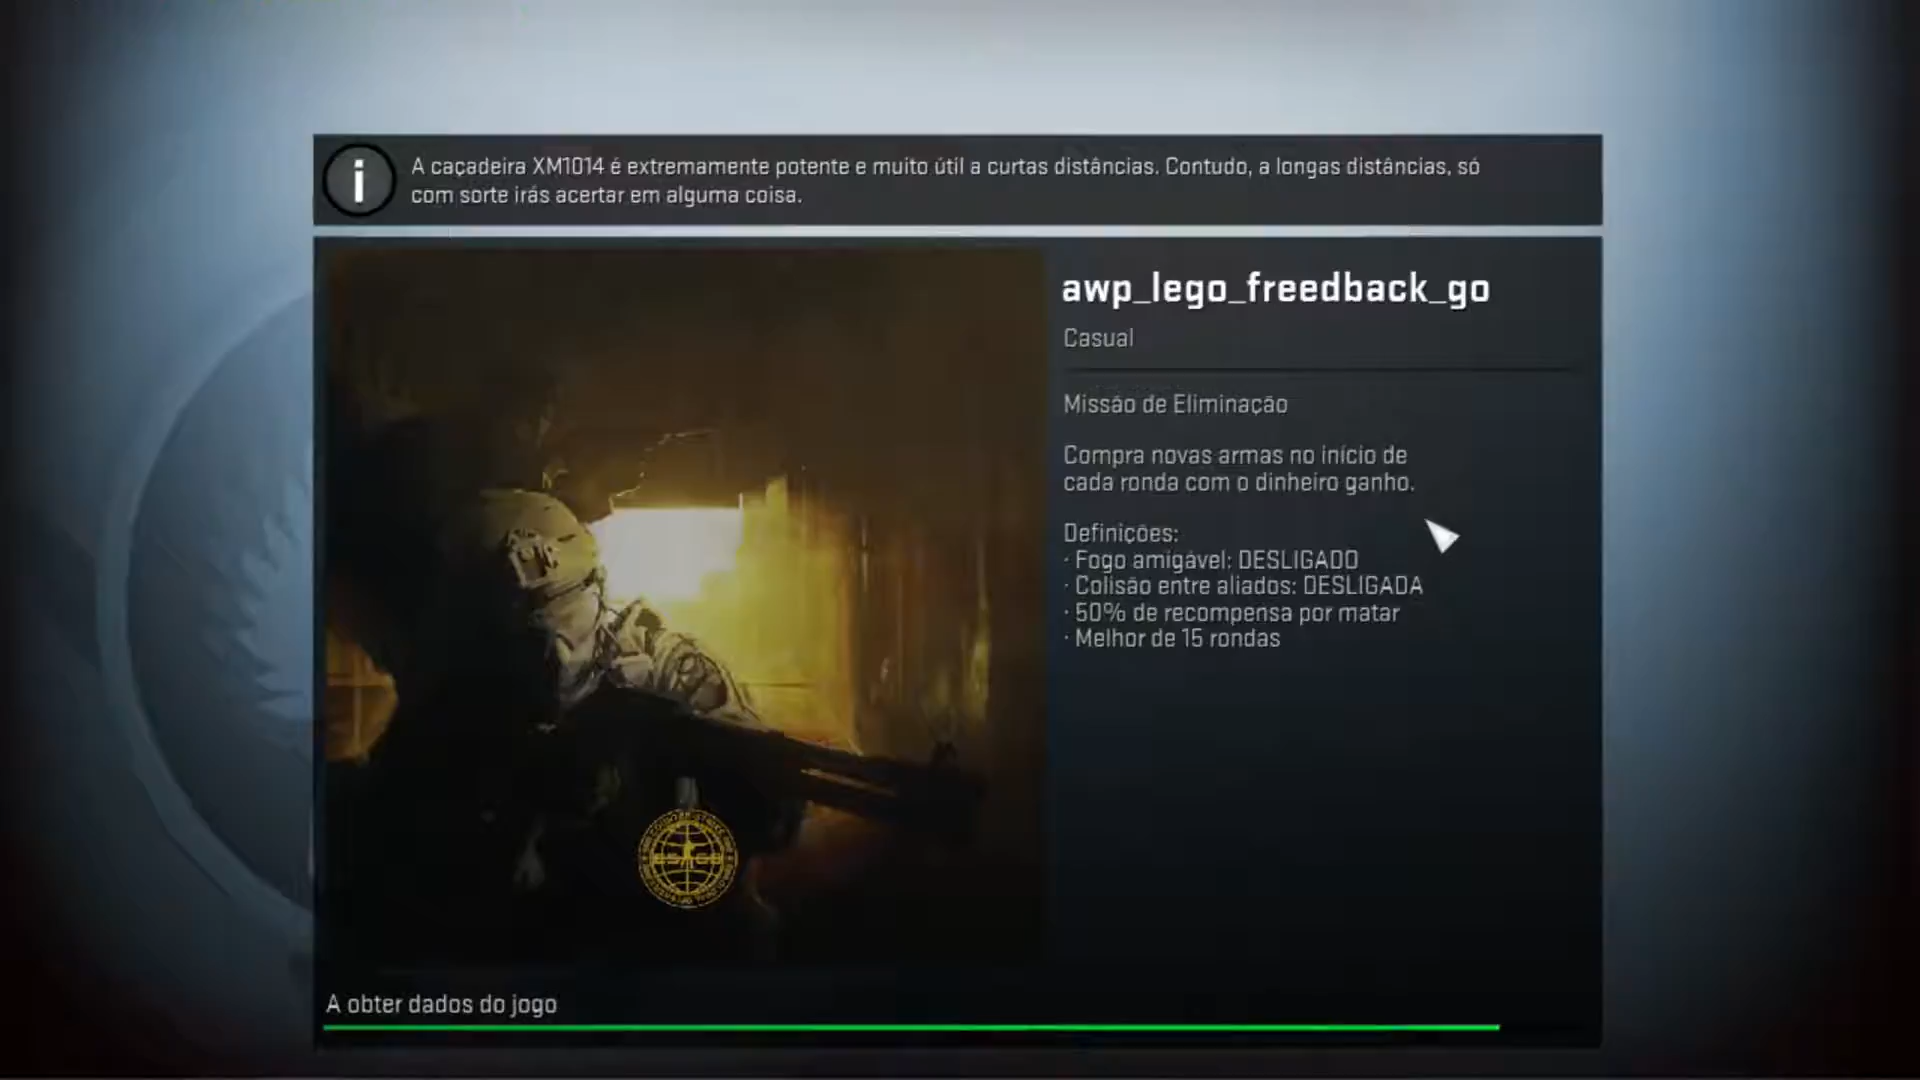 A caçadeira XM1014 é extremamente potente e muito útil a curtas distâncias. Contudo, a longas distâncias, só
com sorte irás acertar em alguma coisa.
awp_lego_freedback_go
Casual
Missão de Eliminação
Compra novas armas no início de
cada ronda com o dinheiro ganho.
Definições:
· Fogo amigável: DESLIGADO
· Colisão entre aliados: DESLIGADA
· 50% de recompensa por matar
· Melhor de 15 rondas
A obter dados do jogo